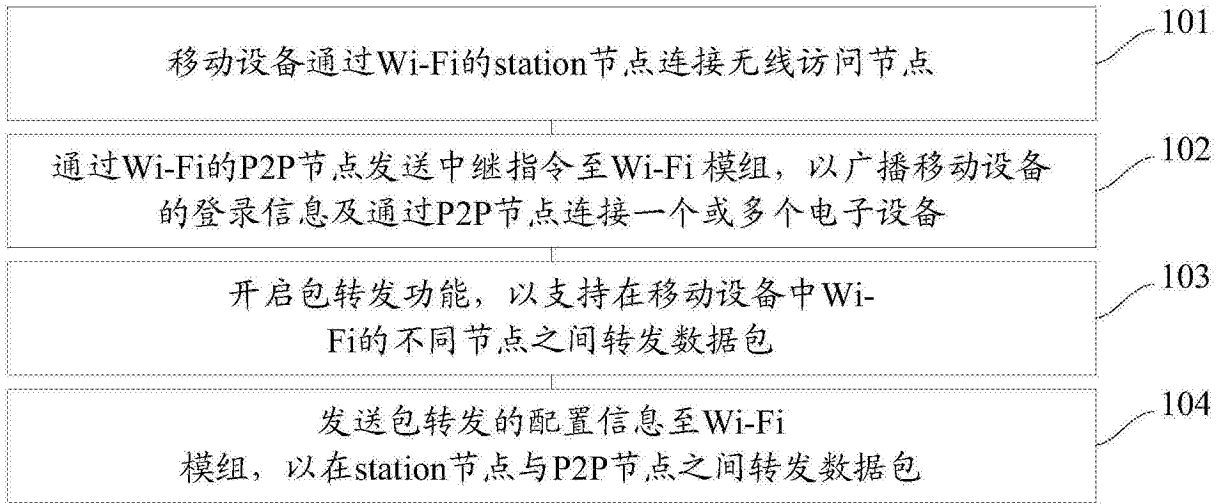 101
移动设备通过Wi-Fi的station节点连接无线访问节点
102
通过Wi-Fi的P2P节点发送中继指令至Wi-Fi 模组，以广播移动设备
的登录信息及通过P2P节点连接一个或多个电子设备
103
开启包转发功能，以支持在移动设备中Wi-
Fi的不同节点之间转发数据包
104
发送包转发的配置信息至Wi-Fi
模组，以在station节点与P2P节点之间转发数据包